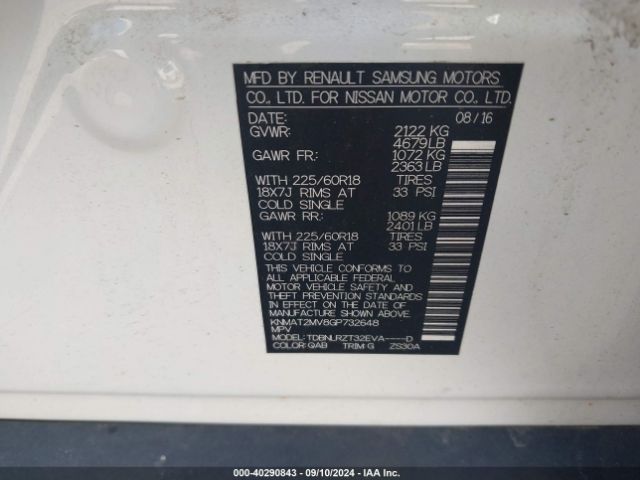 MFD BY RENAULT SAMSUNG MOTORS
CO., LTD. FOR NISSAN MOTOR CO., LTD.
DATE: 08/16
GVWR: 2122 KG
4679 LB
GAWR FR: 1072 KG
2363 LB
WITH 225/60R18 TIRES
18X7J RIMS AT 33 PSI
COLD SINGLE
GAWR RR: 1089 KG
2401 LB
WITH 225/60R18 TIRES
18X7J RIMS AT 33 PSI
COLD SINGLE
THIS VEHICLE CONFORMS TO
ALL APPLICABLE FEDERAL
MOTOR VEHICLE SAFETY AND
THEFT PREVENTION STANDARDS
IN EFFECT ON THE DATE OF
MANUFACTURE SHOWN ABOVE.
KNMAT2MV8GP732648
MPV
MODEL: TDBNLRZT32EVA----D
COLOR: QAB TRIM: G ZS30A
000-40290843 - 09/10/2024 - IAA Inc.